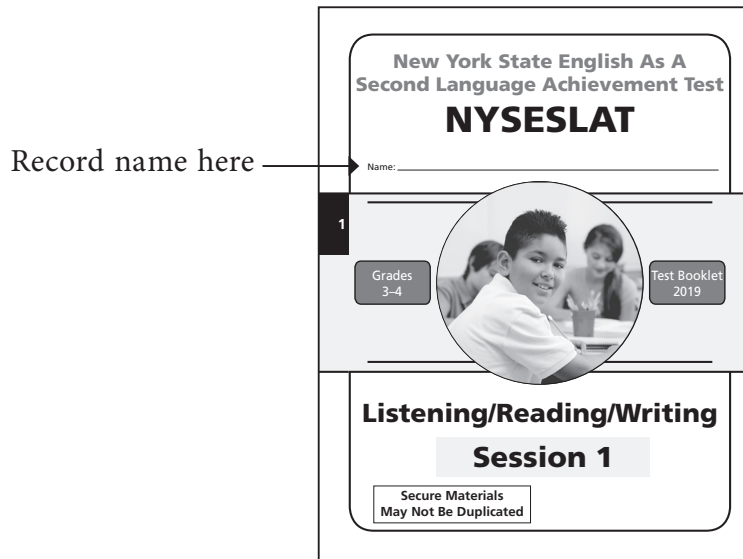 New York State English As A
Second Language Achievement Test
NYSESLAT
Record name here
Name:
1
Grades
3–4
Test Booklet
2019
Listening/Reading/Writing
Session 1
Secure Materials
May Not Be Duplicated